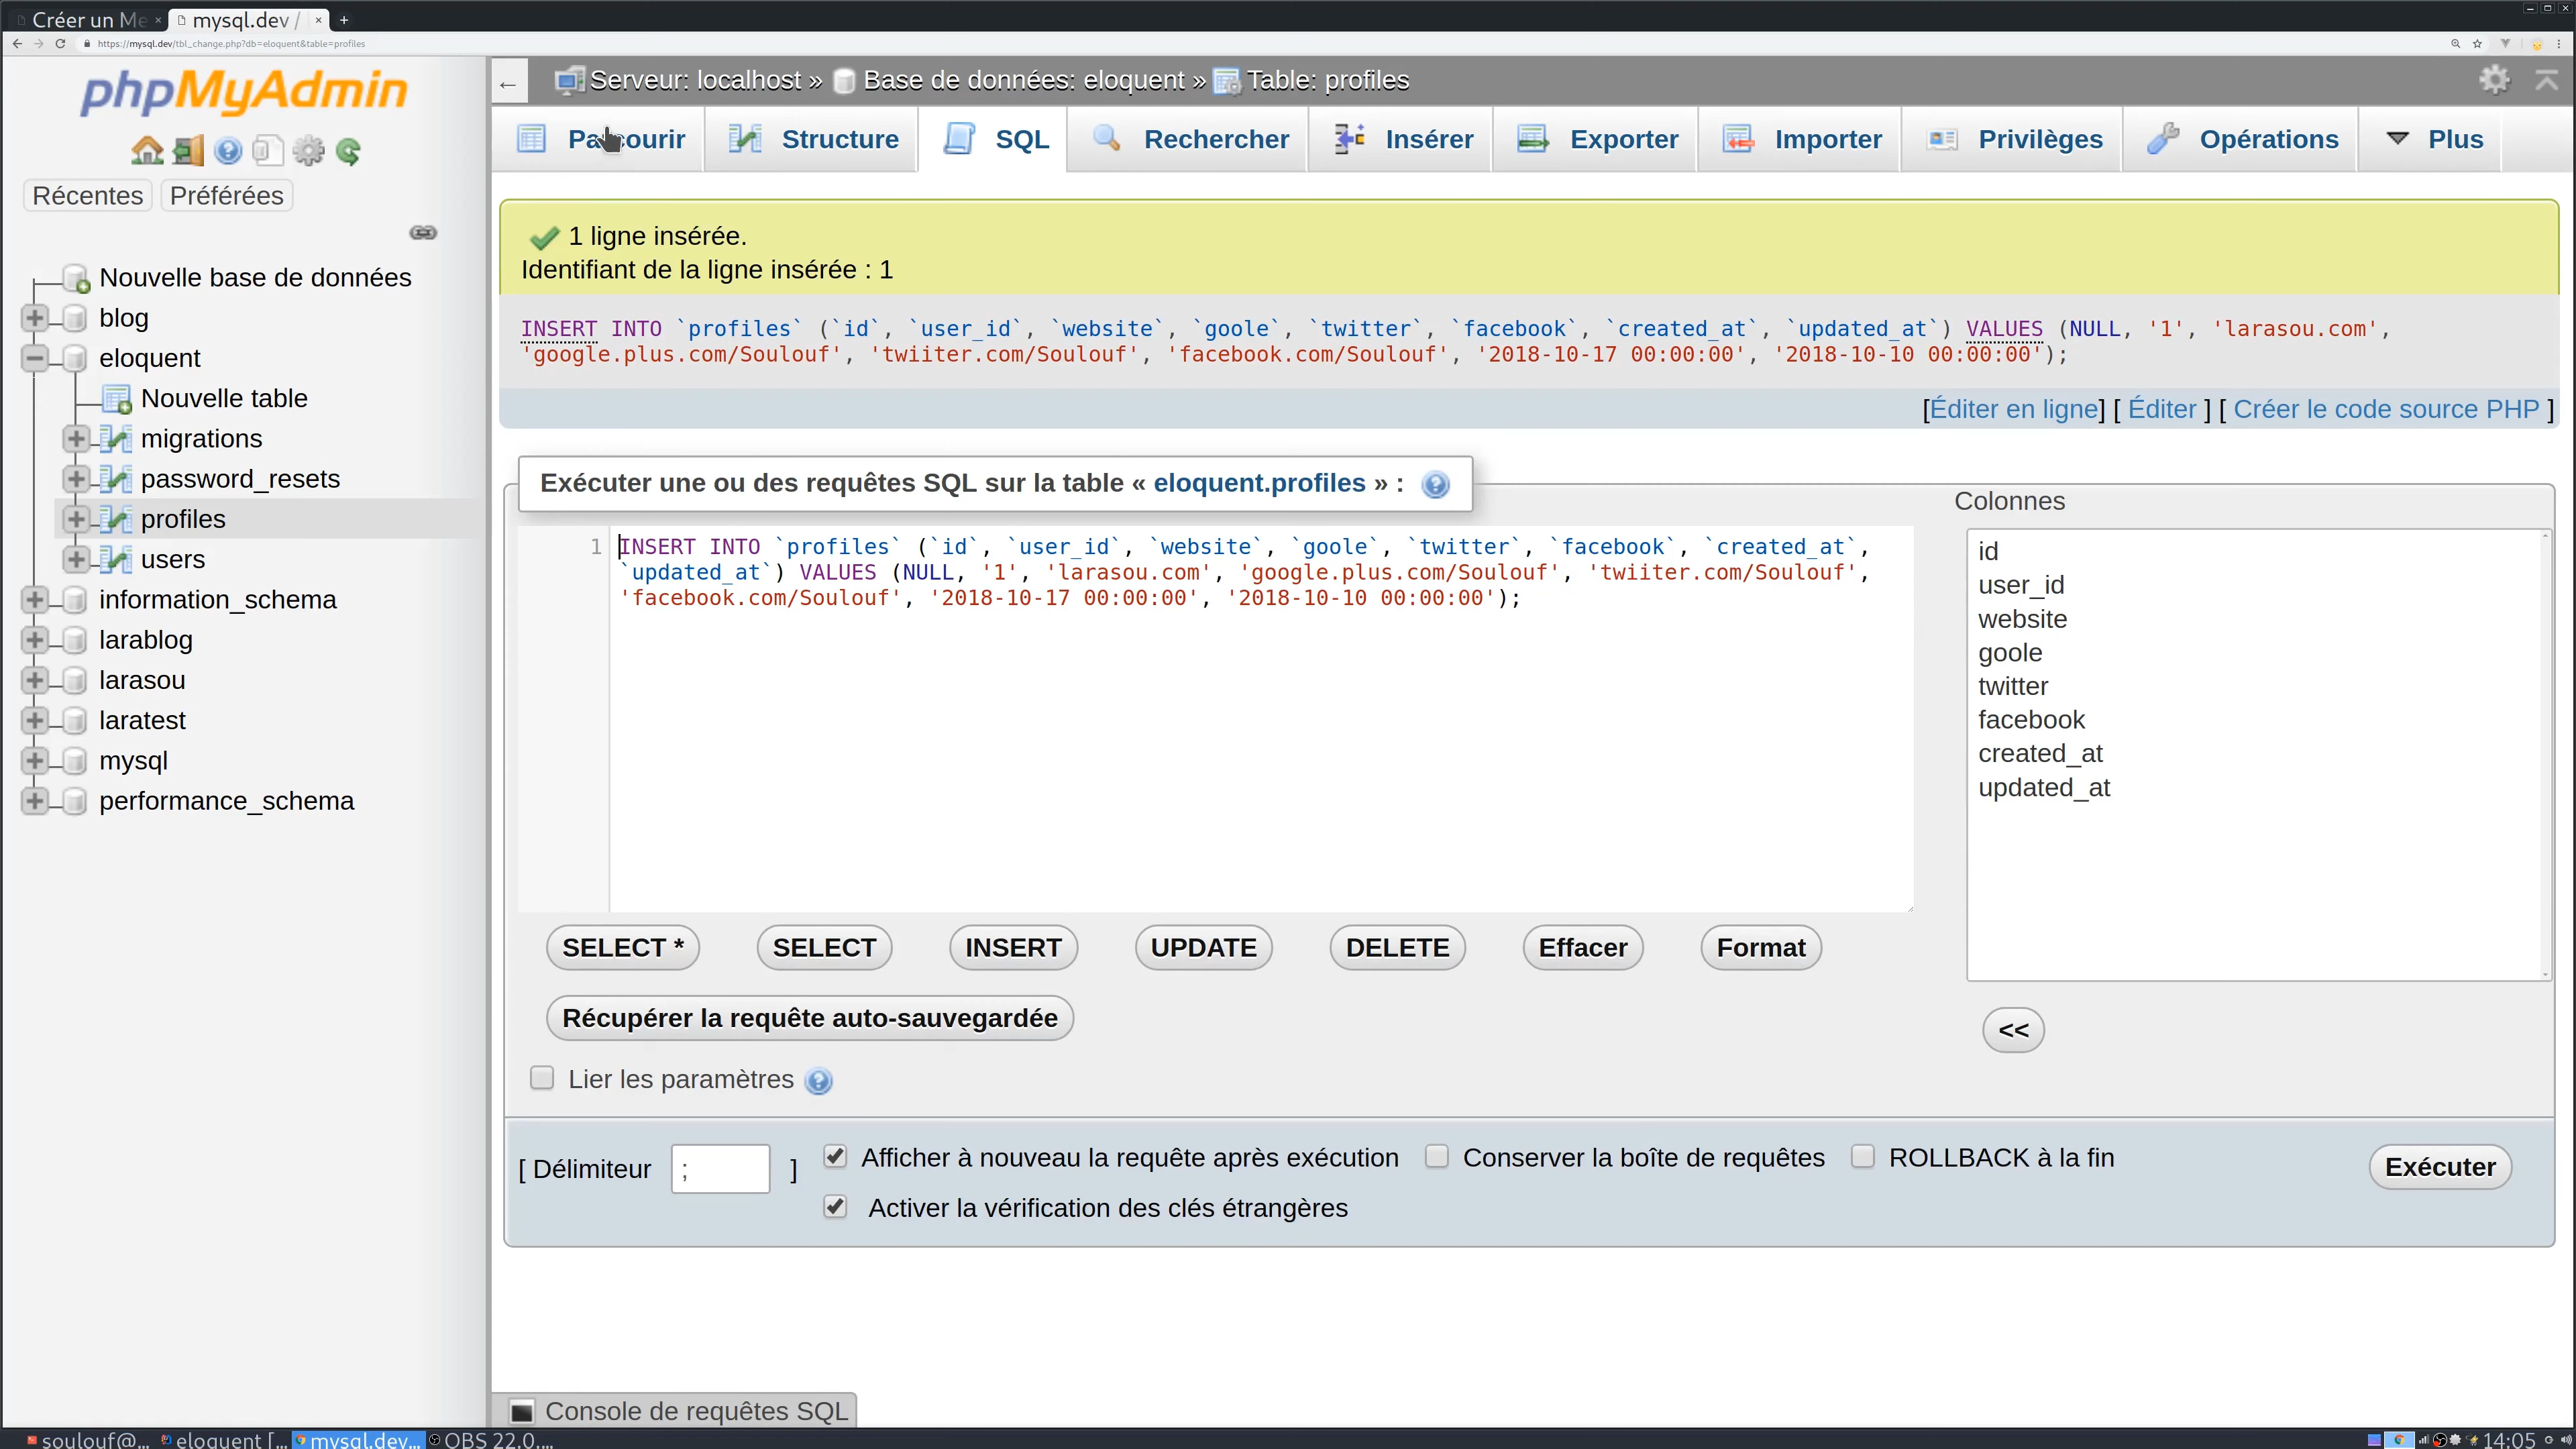 Créer un Me
mysql.dev /
https://mysql.dev/tbl_change.php?db=eloquent&table=profiles
phpMyAdmin
Récentes
Préférées
Nouvelle base de données
blog
eloquent
Nouvelle table
migrations
password_resets
profiles
users
information_schema
larablog
larasou
laratest
mysql
performance_schema
Serveur: localhost » Base de données: eloquent » Table: profiles
Parcourir
Structure
SQL
Rechercher
Insérer
Exporter
Importer
Privilèges
Opérations
Plus
1 ligne insérée.
Identifiant de la ligne insérée : 1
INSERT INTO `profiles` (`id`, `user_id`, `website`, `goole`, `twitter`, `facebook`, `created_at`, `updated_at`) VALUES (NULL, '1', 'larasou.com',
'google.plus.com/Soulouf', 'twiiter.com/Soulouf', 'facebook.com/Soulouf', '2018-10-17 00:00:00', '2018-10-10 00:00:00');
[Éditer en ligne] [ Éditer ] [ Créer le code source PHP ]
Exécuter une ou des requêtes SQL sur la table « eloquent.profiles » :
1 INSERT INTO `profiles` (`id`, `user_id`, `website`, `goole`, `twitter`, `facebook`, `created_at`,
`updated_at`) VALUES (NULL, '1', 'larasou.com', 'google.plus.com/Soulouf', 'twiiter.com/Soulouf',
'facebook.com/Soulouf', '2018-10-17 00:00:00', '2018-10-10 00:00:00');
Colonnes
id
user_id
website
goole
twitter
facebook
created_at
updated_at
SELECT *
SELECT
INSERT
UPDATE
DELETE
Effacer
Format
Récupérer la requête auto-sauvegardée
<<
Lier les paramètres
[ Délimiteur ; ]
Afficher à nouveau la requête après exécution
Conserver la boîte de requêtes
ROLLBACK à la fin
Activer la vérification des clés étrangères
Exécuter
Console de requêtes SQL
soulouf@...
eloquent [...
mysql.dev...
OBS 22.0....
14:05